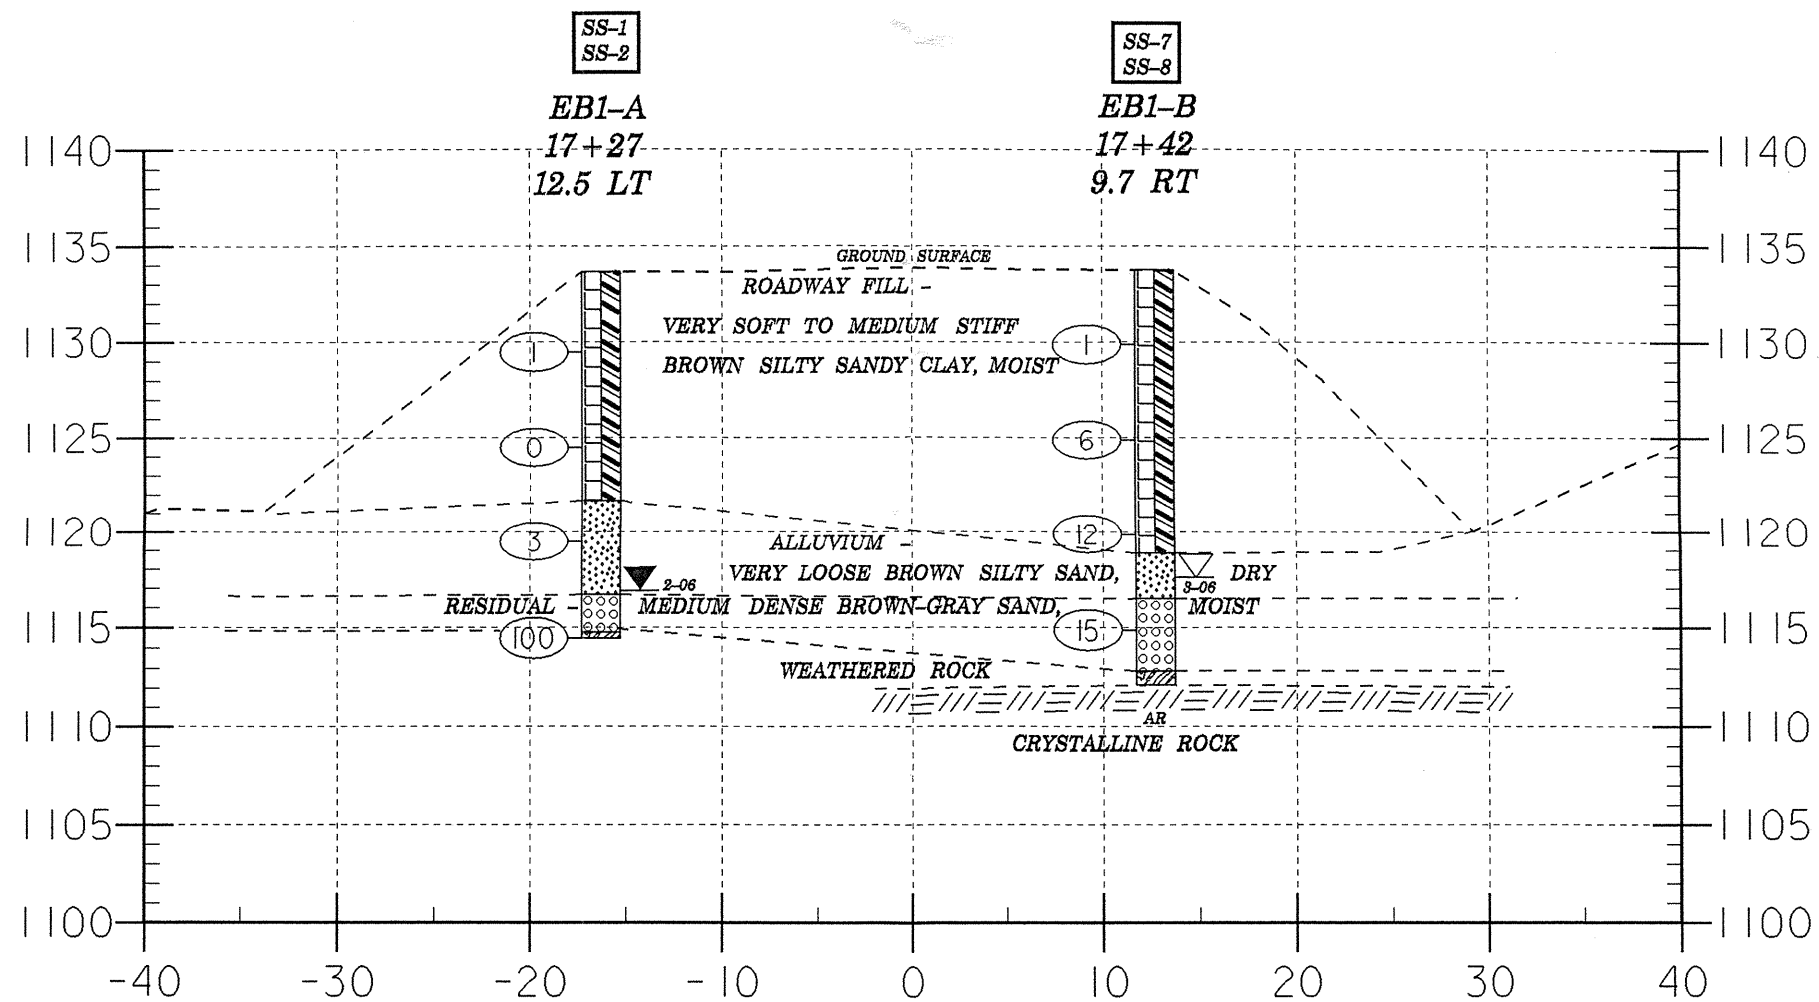 SS-1
SS-2
SS-7
SS-8
EB1-A
17+27
12.5 LT
EB1-B
17+42
9.7 RT
1140
1140
1135
1135
GROUND SURFACE
ROADWAY FILL -
VERY SOFT TO MEDIUM STIFF
BROWN SILTY SANDY CLAY, MOIST
1130
1
1
1130
1125
0
6
1125
1120
3
12
1120
ALLUVIUM -
VERY LOOSE BROWN SILTY SAND, DRY
2-06
3-06
RESIDUAL - MEDIUM DENSE BROWN-GRAY SAND, MOIST
1115
100
15
1115
WEATHERED ROCK
AR
CRYSTALLINE ROCK
1110
1110
1105
1105
1100
1100
-40 -30 -20 -10 0 10 20 30 40